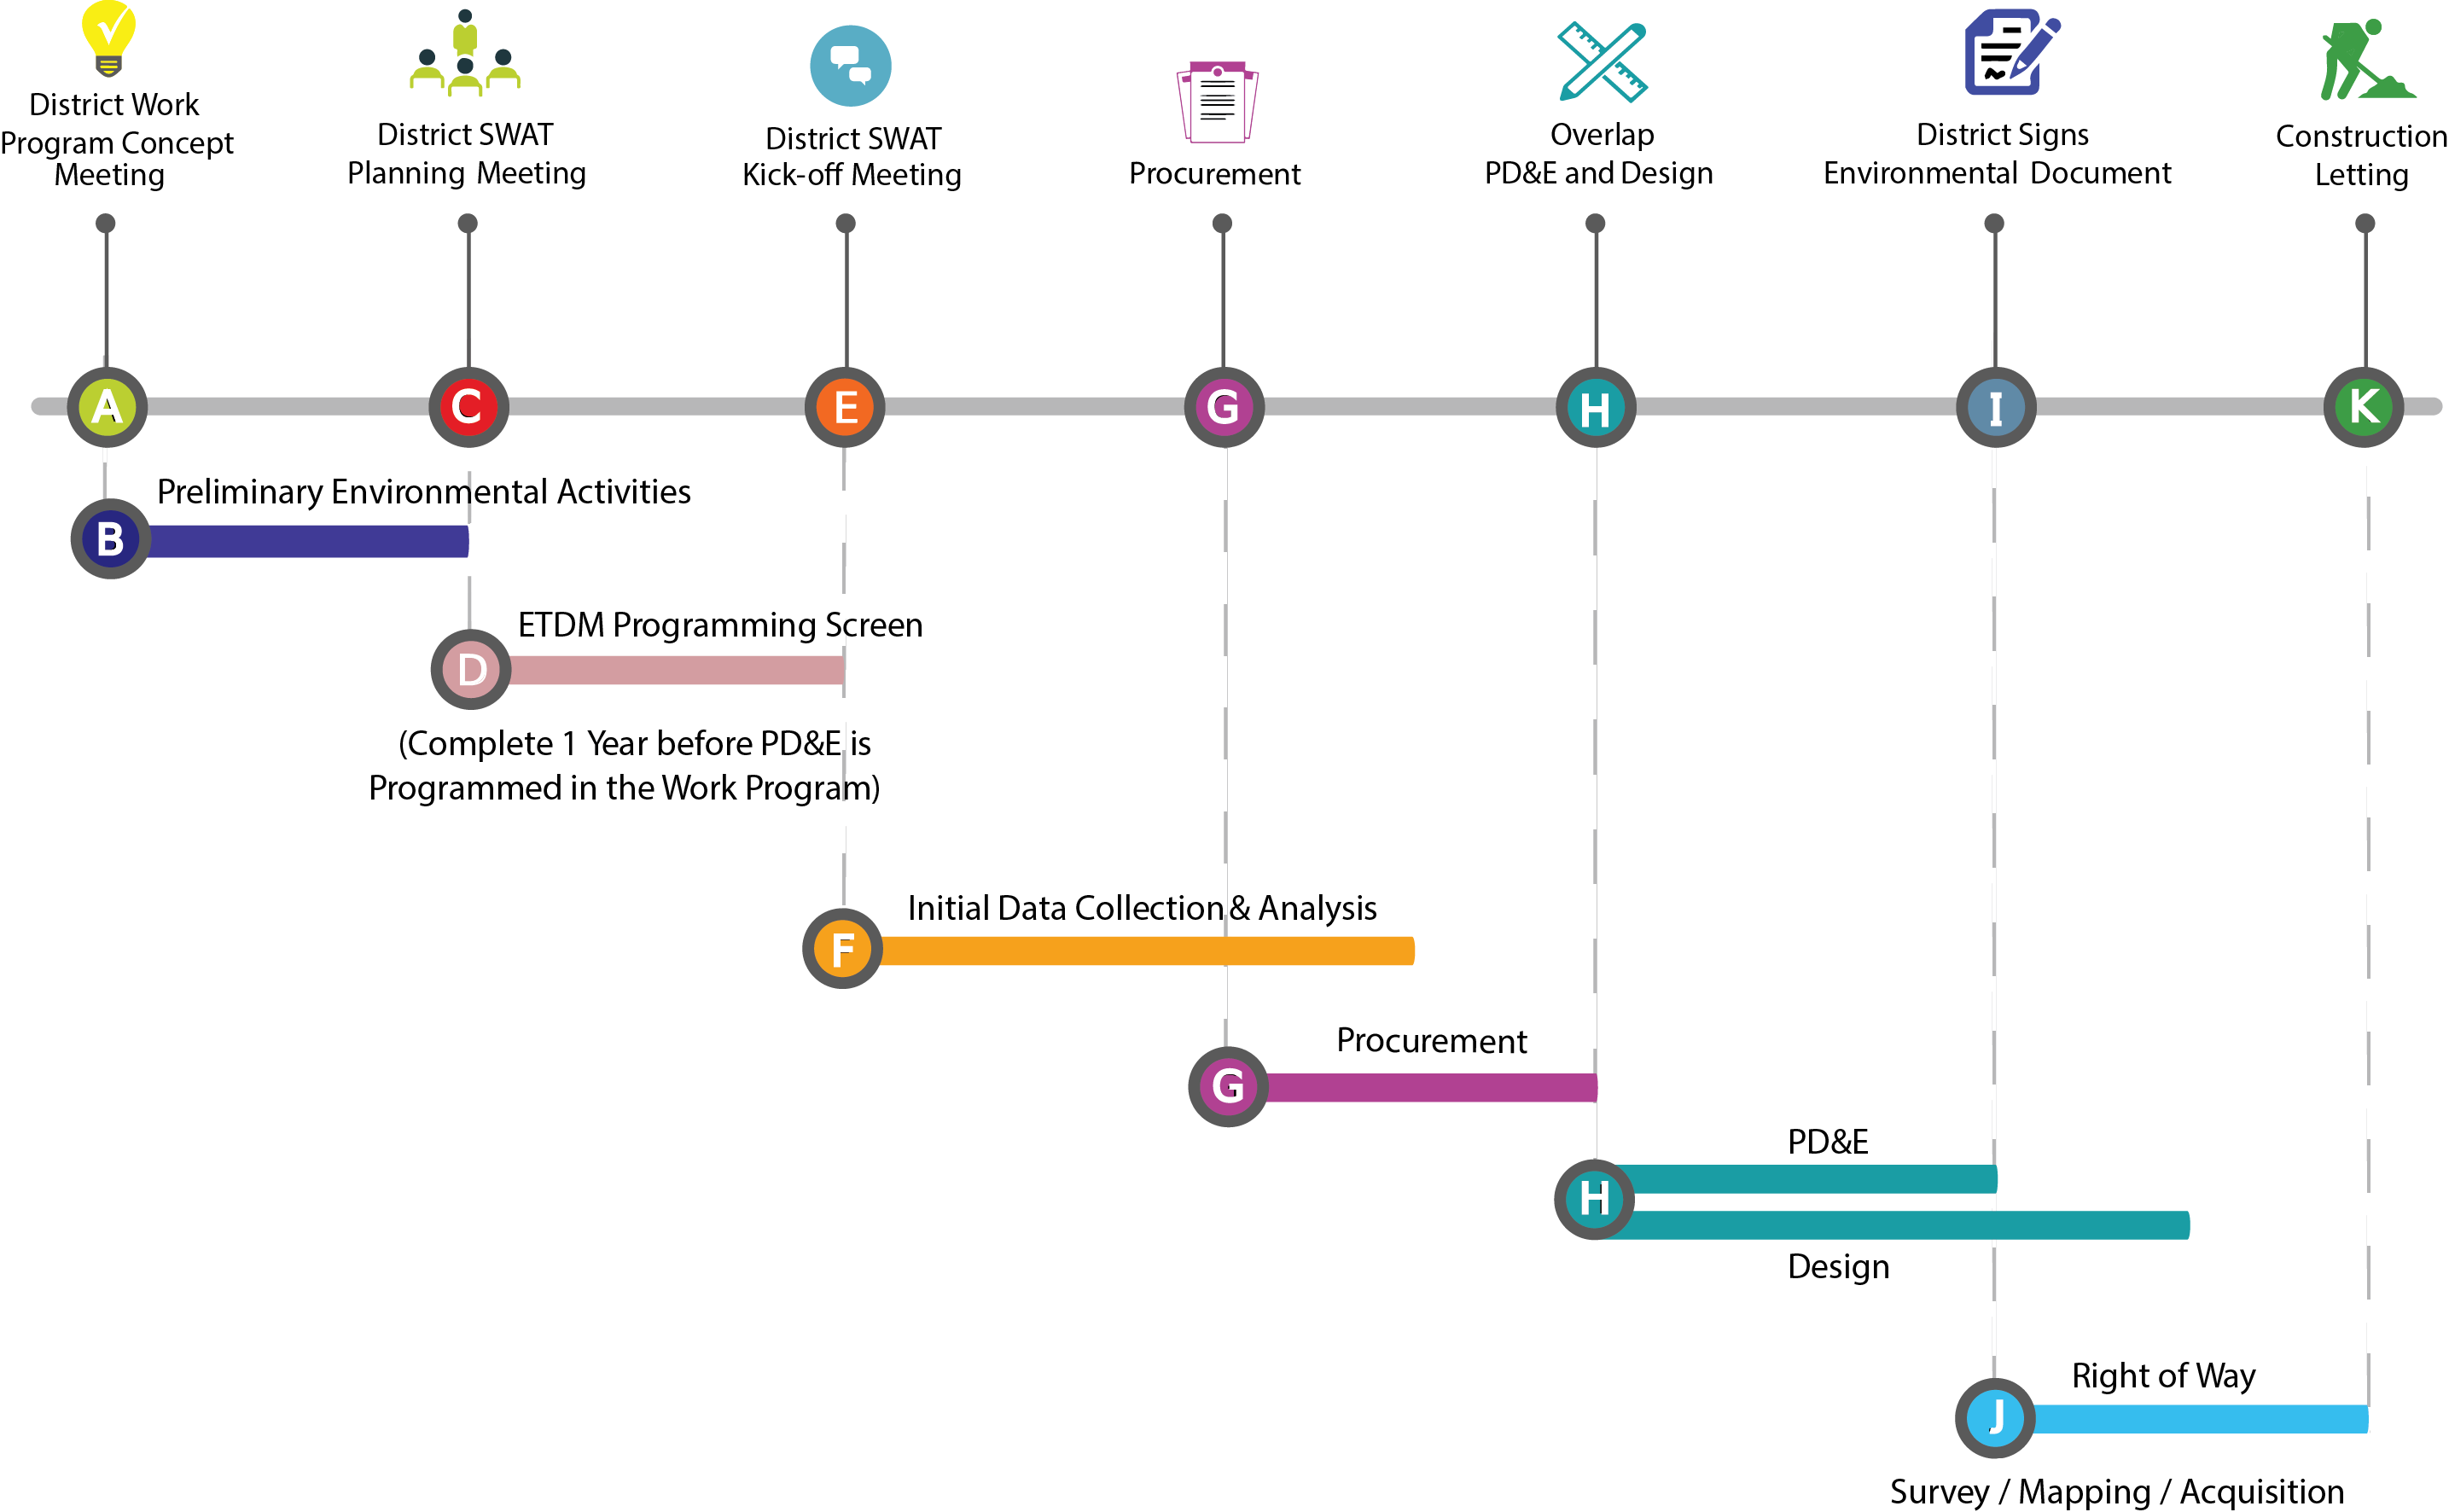 District Work
Program Concept
Meeting
District SWAT
Planning Meeting
District SWAT
Kick-off Meeting
Procurement
Overlap
PD&E and Design
District Signs
Environmental Document
Construction
Letting
A
C
E
G
H
I
K
Preliminary Environmental Activities
B
ETDM Programming Screen
D
(Complete 1 Year before PD&E is
Programmed in the Work Program)
Initial Data Collection & Analysis
F
Procurement
G
PD&E
H
Design
Right of Way
J
Survey / Mapping / Acquisition